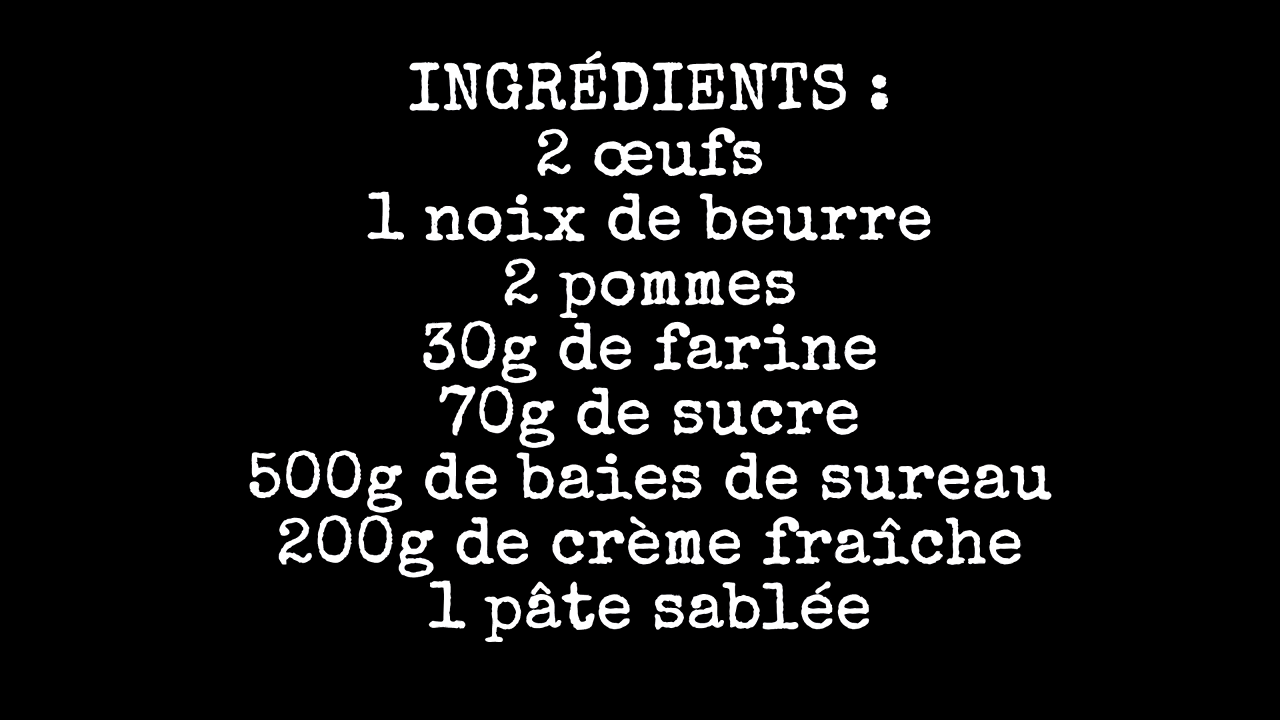 INGRÉDIENTS :
2 œufs
1 noix de beurre
2 pommes
30g de farine
70g de sucre
500g de baies de sureau
200g de crème fraîche
1 pâte sablée